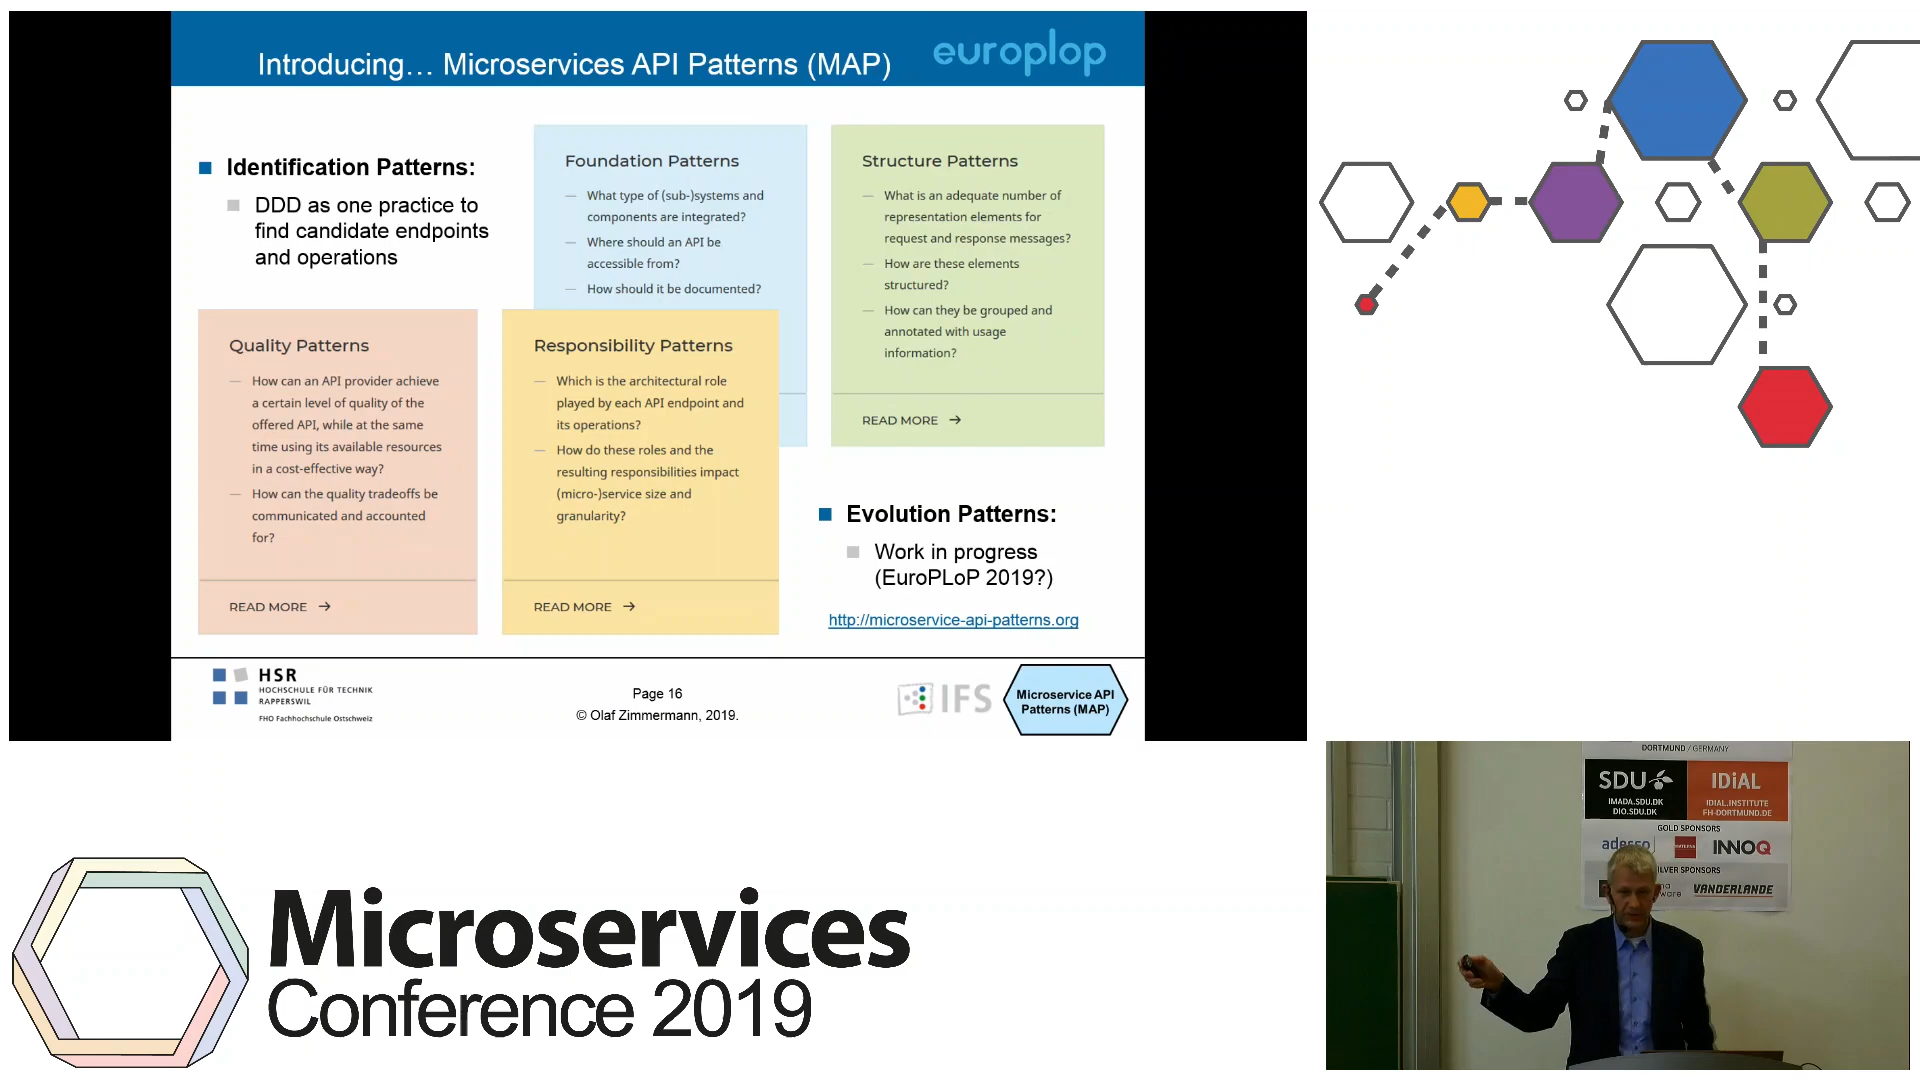 Introducing… Microservices API Patterns (MAP)
europlop
Identification Patterns:
DDD as one practice to
find candidate endpoints
and operations
Foundation Patterns
— What type of (sub-)systems and
components are integrated?
— Where should an API be
accessible from?
— How should it be documented?
Structure Patterns
— What is an adequate number of
representation elements for
request and response messages?
— How are these elements
structured?
— How can they be grouped and
annotated with usage
information?
READ MORE →
Quality Patterns
— How can an API provider achieve
a certain level of quality of the
offered API, while at the same
time using its available resources
in a cost-effective way?
— How can the quality tradeoffs be
communicated and accounted
for?
READ MORE →
Responsibility Patterns
— Which is the architectural role
played by each API endpoint and
its operations?
— How do these roles and the
resulting responsibilities impact
(micro-)service size and
granularity?
READ MORE →
Evolution Patterns:
Work in progress
(EuroPLoP 2019?)
http://microservice-api-patterns.org
HSR
HOCHSCHULE FÜR TECHNIK
RAPPERSWIL
FHO Fachhochschule Ostschweiz
Page 16
© Olaf Zimmermann, 2019.
IFS
Microservice API
Patterns (MAP)
DORTMUND / GERMANY
SDU
IMADA.SDU.DK
DIO.SDU.DK
IDiAL
IDIAL.INSTITUTE
FH-DORTMUND.DE
GOLD SPONSORS
adesso
INNOQ
SILVER SPONSORS
VANDERLANDE
Microservices
Conference 2019